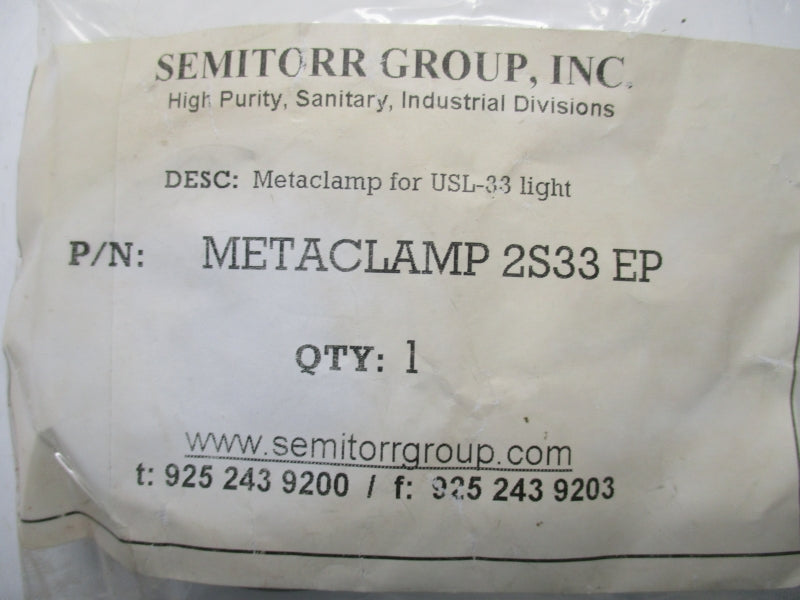 SEMITORR GROUP, INC.
High Purity, Sanitary, Industrial Divisions
DESC: Metaclamp for USL-33 light
P/N: METACLAMP 2S33 EP
QTY: 1
www.semitorrgroup.com
t: 925 243 9200 / f: 925 243 9203